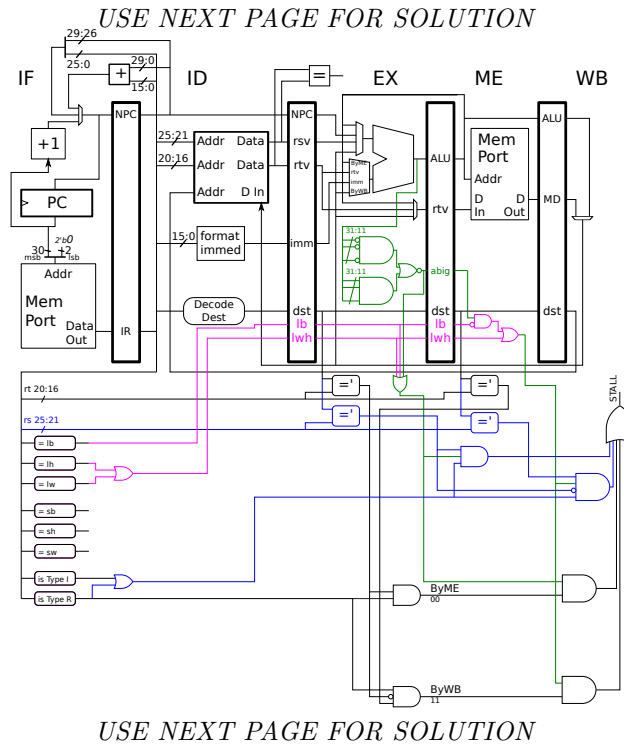 USE NEXT PAGE FOR SOLUTION
29:26
25:0
29:0
15:0
IF
ID
EX
ME
WB
+
=
+1
PC
NPC
25:21
20:16
Addr
Data
Addr
Data
Addr
D In
NPC
rsv
rtv
ByME
rtv
imm
ByWB
ALU
Mem
Port
Addr
D
In
D
Out
ALU
MD
rtv
15:0
format
immed
imm
31:11
31:11
abig
30
2'b0
2
msb
lsb
Addr
Mem
Port
Data
Out
IR
Decode
Dest
dst
dst
dst
lb
lb
lwh
lwh
rt 20:16
='
='
STALL
rs 25:21
='
='
= lb
= lh
= lw
= sb
= sh
= sw
is Type I
is Type R
ByME
00
ByWB
11
USE NEXT PAGE FOR SOLUTION